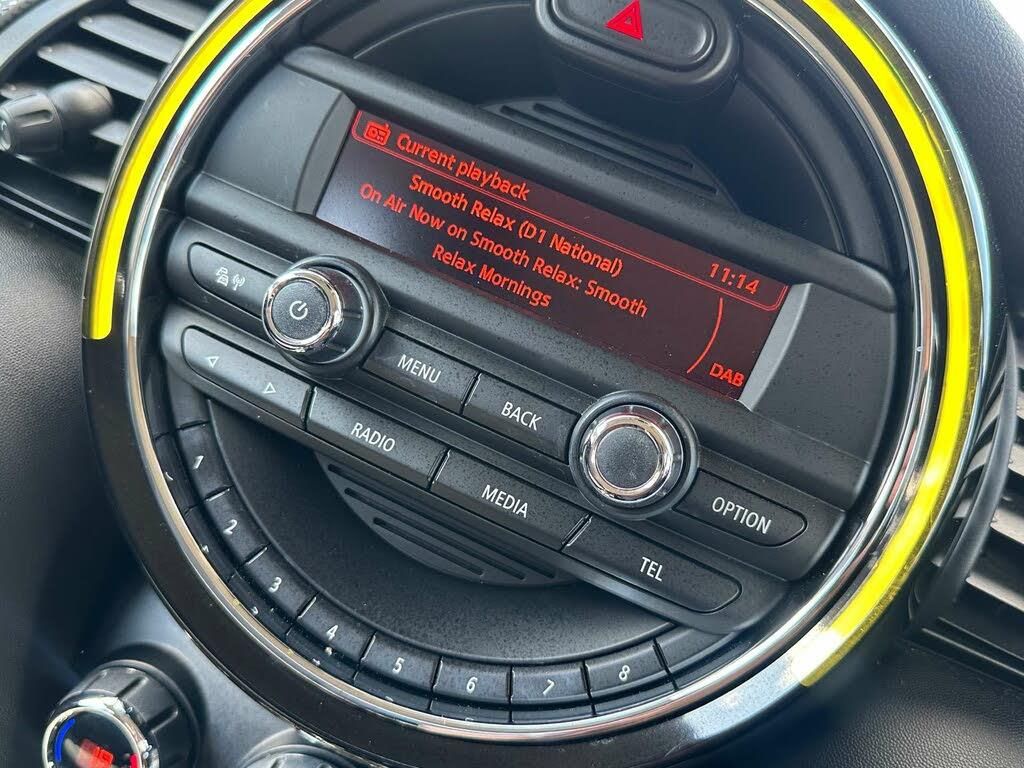 Current playback
11:14
Smooth Relax (D1 National)
On Air Now on Smooth Relax: Smooth
Relax Mornings
DAB
MENU
BACK
OPTION
RADIO
MEDIA
TEL
1
2
3
4
5
6
7
8